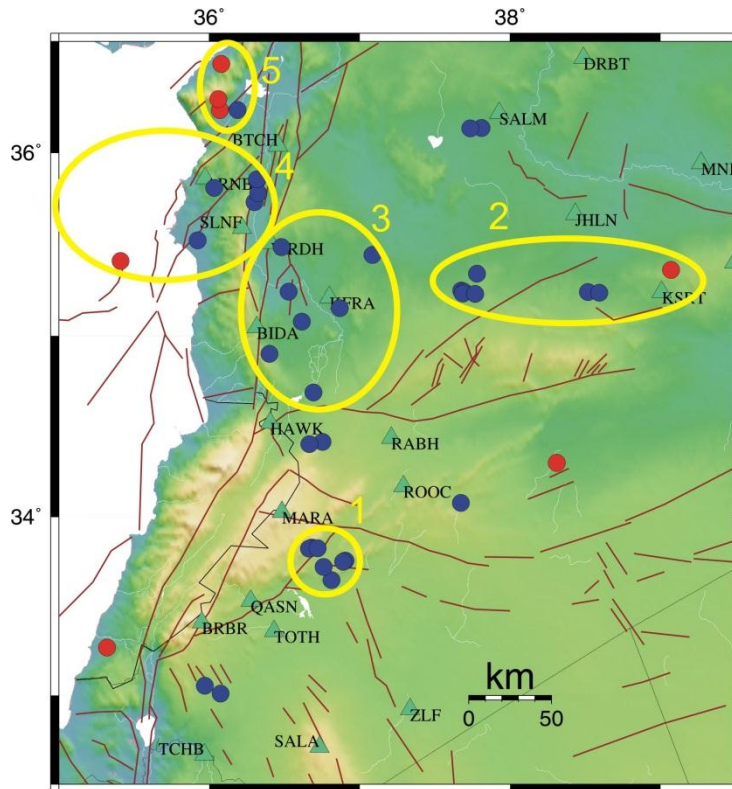 36°
38°
DRBT
5
SALM
BTCH
36°
4
MN
RNB
3
2
JHLN
SLNF
RDH
KFRA
KSRT
BIDA
HAWK
RABH
ROOC
34°
1
MARA
QASN
BRBR
TOTH
km
0
50
ZLF
TCHB
SALA